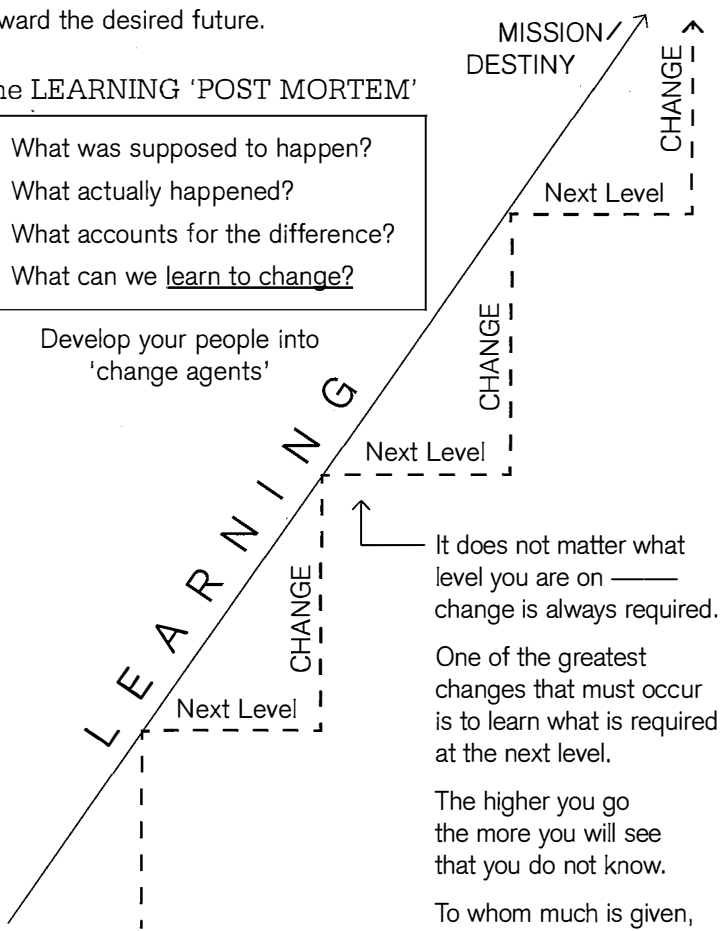 ward the desired future.
MISSION/
DESTINY
CHANGE
ne LEARNING 'POST MORTEM'
What was supposed to happen?
What actually happened?
What accounts for the difference?
What can we learn to change?
Next Level
Develop your people into
'change agents'
CHANGE
LEARNING
Next Level
It does not matter what
level you are on ——
change is always required.
CHANGE
One of the greatest
changes that must occur
is to learn what is required
at the next level.
Next Level
The higher you go
the more you will see
that you do not know.
To whom much is given,